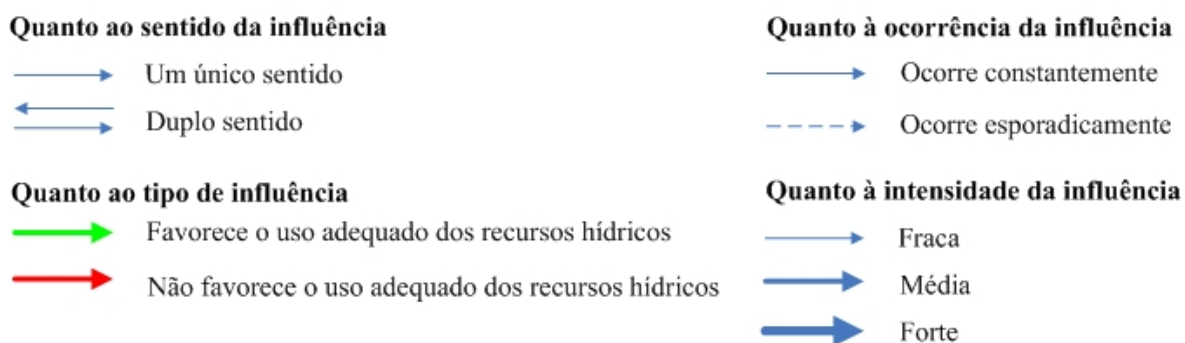 Quanto ao sentido da influência
Um único sentido
Duplo sentido
Quanto ao tipo de influência
Favorece o uso adequado dos recursos hídricos
Não favorece o uso adequado dos recursos hídricos
Quanto à ocorrência da influência
Ocorre constantemente
Ocorre esporadicamente
Quanto à intensidade da influência
Fraca
Média
Forte